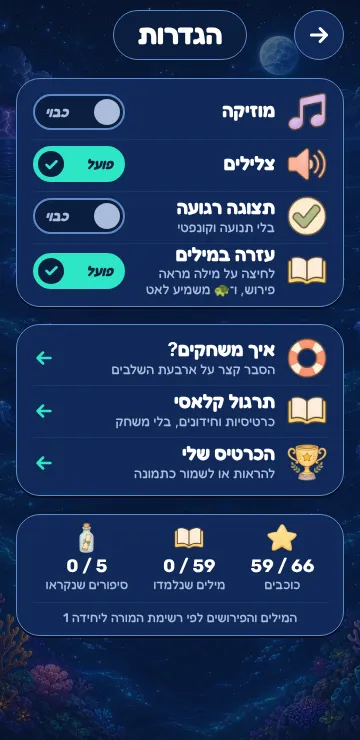 הגדרות
מוזיקה
כבוי
צלילים
פועל
תצוגה רגועה
בלי תנועה וקונפטי
כבוי
עזרה במילים
לחיצה על מילה מראה
פירוש, ו־🐢 משמיע לאט
פועל
איך משחקים?
הסבר קצר על ארבעת השלבים
תרגול קלאסי
כרטיסיות וחידונים, בלי משחק
הכרטיס שלי
להראות או לשמור כתמונה
59 / 66
כוכבים
0 / 59
מילים שנלמדו
0 / 5
סיפורים שנקראו
המילים והפירושים לפי רשימת המורה ליחידה 1